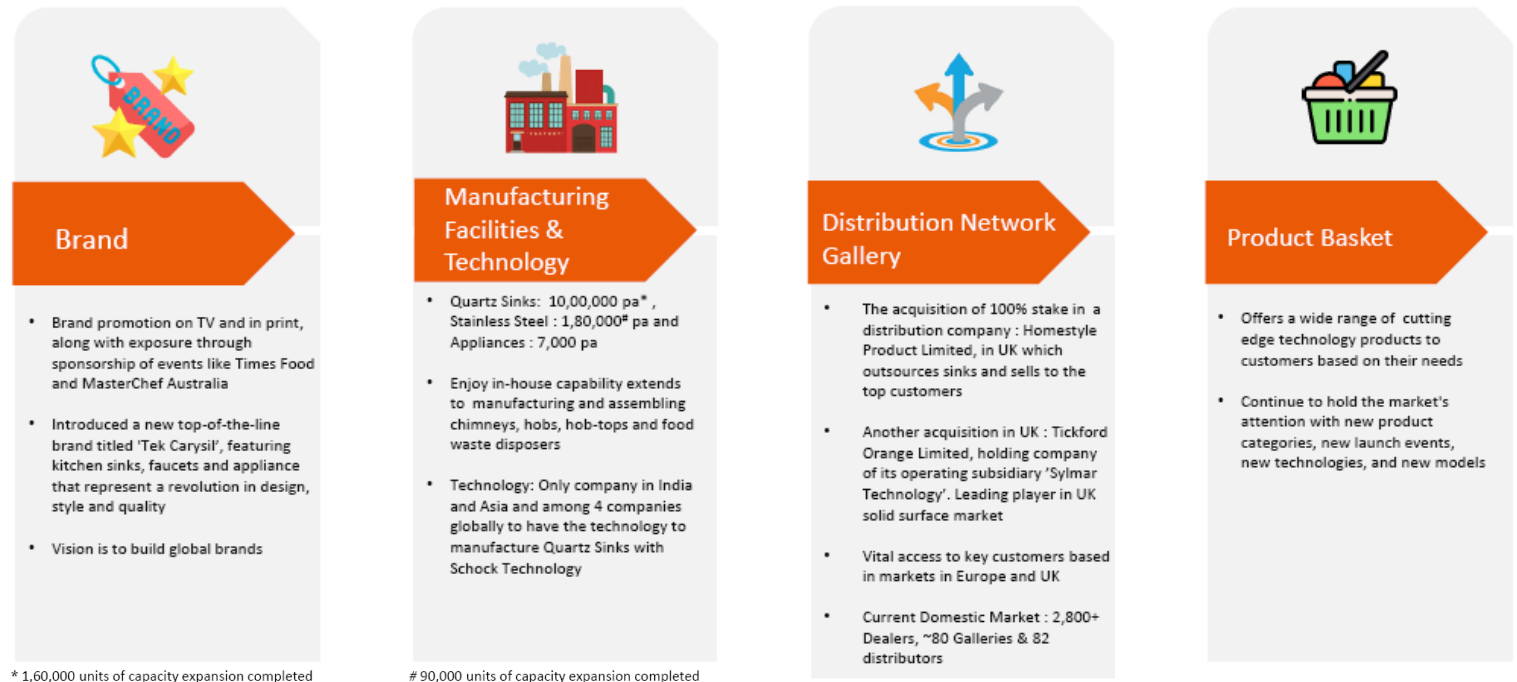 BRAND
Brand
• Brand promotion on TV and in print,
along with exposure through
sponsorship of events like Times Food
and MasterChef Australia
• Introduced a new top-of-the-line
brand titled 'Tek Carysil', featuring
kitchen sinks, faucets and appliance
that represent a revolution in design,
style and quality
• Vision is to build global brands
* 1,60,000 units of capacity expansion completed
FACTORY
Manufacturing
Facilities &
Technology
• Quartz Sinks: 10,00,000 pa* ,
Stainless Steel : 1,80,000# pa and
Appliances : 7,000 pa
• Enjoy in-house capability extends
to manufacturing and assembling
chimneys, hobs, hob-tops and food
waste disposers
• Technology: Only company in India
and Asia and among 4 companies
globally to have the technology to
manufacture Quartz Sinks with
Schock Technology
# 90,000 units of capacity expansion completed
Distribution Network
Gallery
• The acquisition of 100% stake in a
distribution company : Homestyle
Product Limited, in UK which
outsources sinks and sells to the
top customers
• Another acquisition in UK : Tickford
Orange Limited, holding company
of its operating subsidiary 'Sylmar
Technology'. Leading player in UK
solid surface market
• Vital access to key customers based
in markets in Europe and UK
• Current Domestic Market : 2,800+
Dealers, ~80 Galleries & 82
distributors
Product Basket
• Offers a wide range of cutting
edge technology products to
customers based on their needs
• Continue to hold the market's
attention with new product
categories, new launch events,
new technologies, and new models